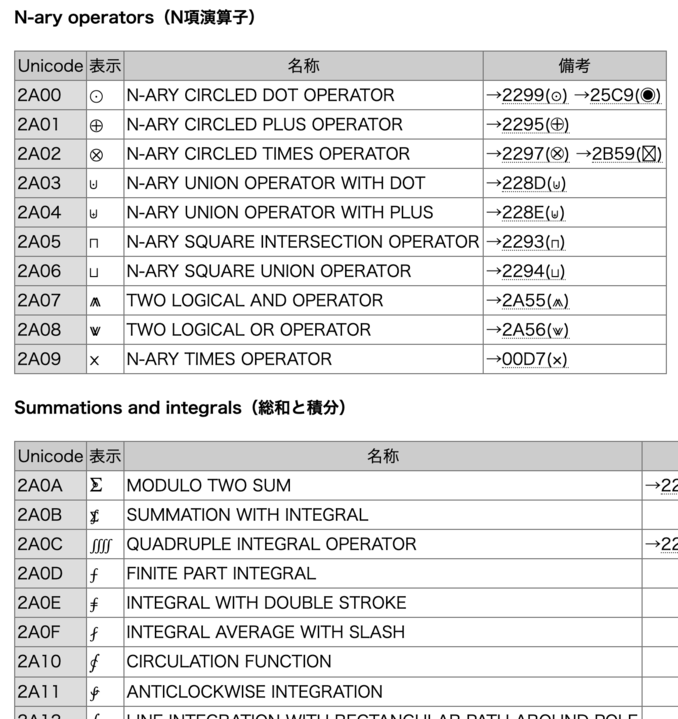 N-ary operators（N項演算子）
Unicode 表示 名称 備考
2A00 ⨀ N-ARY CIRCLED DOT OPERATOR →2299(⊙) →25C9(◉)
2A01 ⨁ N-ARY CIRCLED PLUS OPERATOR →2295(⊕)
2A02 ⨂ N-ARY CIRCLED TIMES OPERATOR →2297(⊗) →2B59(⭙)
2A03 ⨃ N-ARY UNION OPERATOR WITH DOT →228D(⊍)
2A04 ⨄ N-ARY UNION OPERATOR WITH PLUS →228E(⊎)
2A05 ⨅ N-ARY SQUARE INTERSECTION OPERATOR →2293(⊓)
2A06 ⨆ N-ARY SQUARE UNION OPERATOR →2294(⊔)
2A07 ⨇ TWO LOGICAL AND OPERATOR →2A55(⩕)
2A08 ⨈ TWO LOGICAL OR OPERATOR →2A56(⩖)
2A09 ⨉ N-ARY TIMES OPERATOR →00D7(×)
Summations and integrals（総和と積分）
Unicode 表示 名称
2A0A ⨊ MODULO TWO SUM →22
2A0B ⨋ SUMMATION WITH INTEGRAL
2A0C ⨌ QUADRUPLE INTEGRAL OPERATOR →22
2A0D ⨍ FINITE PART INTEGRAL
2A0E ⨎ INTEGRAL WITH DOUBLE STROKE
2A0F ⨏ INTEGRAL AVERAGE WITH SLASH
2A10 ⨐ CIRCULATION FUNCTION
2A11 ⨑ ANTICLOCKWISE INTEGRATION
2A12 ⨒ LINE INTEGRATION WITH RECTANGULAR PATH AROUND POLE